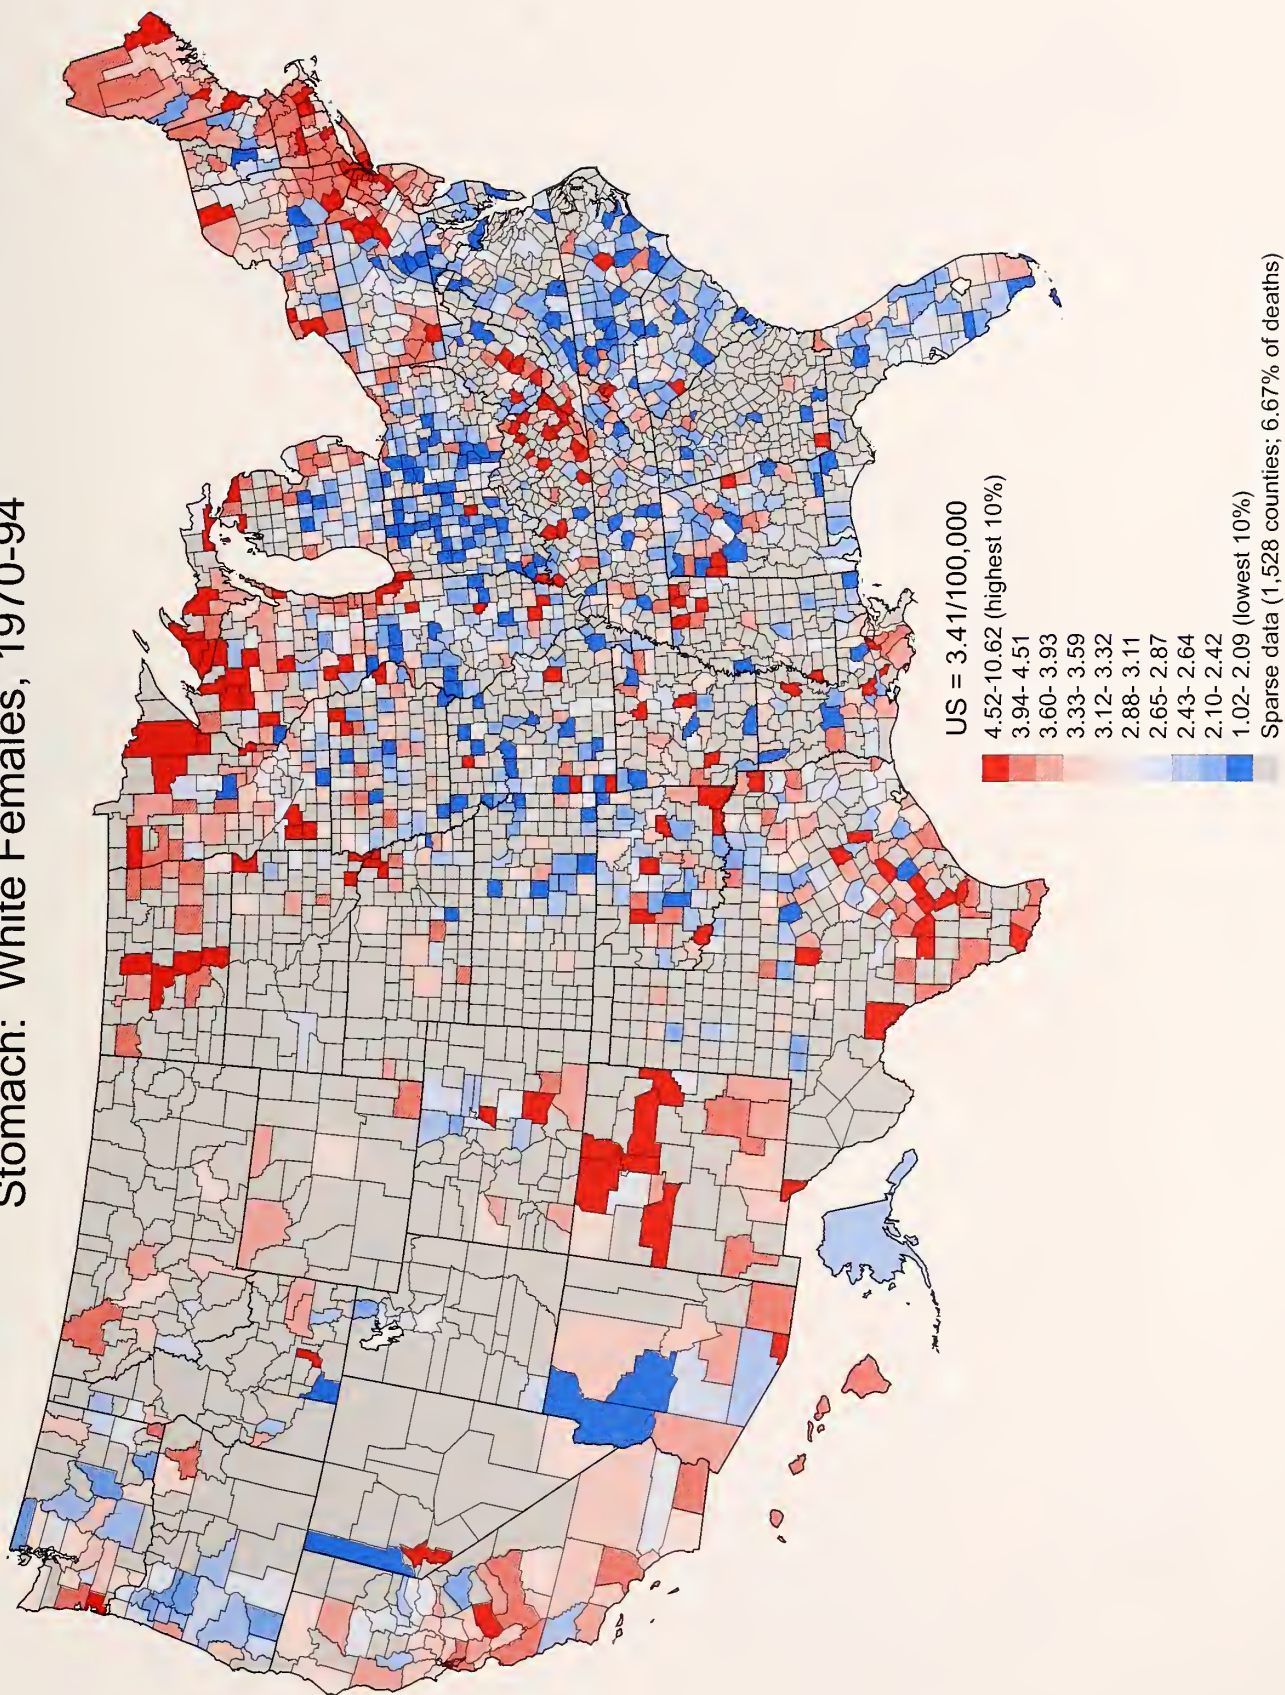 Stomach: White Females, 1970-94
US = 3.41/100,000
4.52-10.62 (highest 10%)
3.94- 4.51
3.60- 3.93
3.33- 3.59
3.12- 3.32
2.88- 3.11
2.65- 2.87
2.43- 2.64
2.10- 2.42
1.02- 2.09 (lowest 10%)
Sparse data (1,528 counties; 6.67% of deaths)